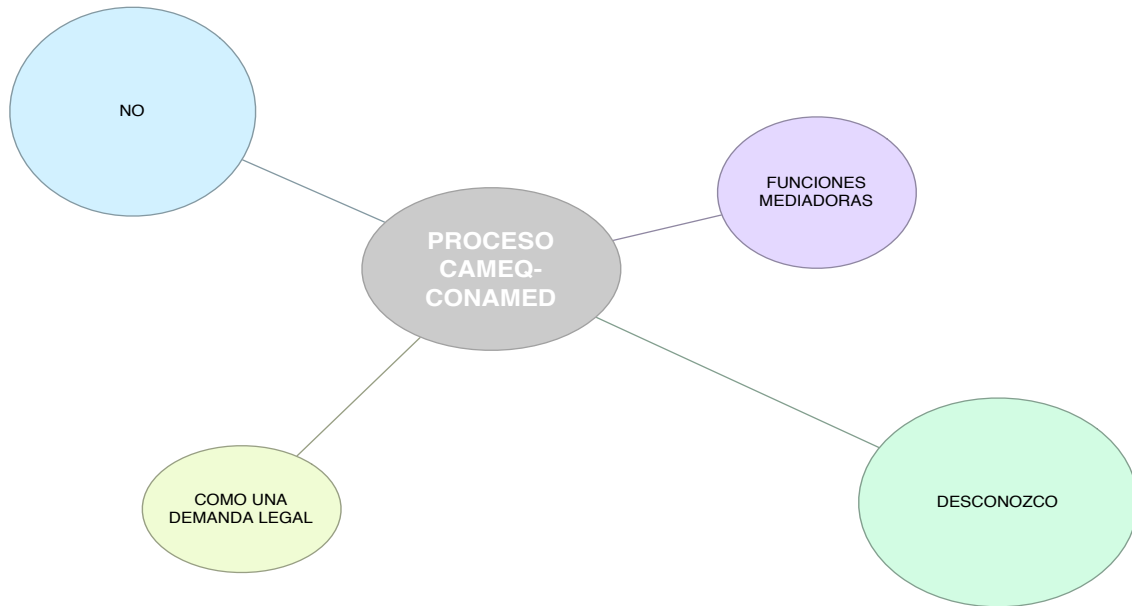 NO
FUNCIONES
MEDIADORAS
PROCESO
CAMEQ-
CONAMED
COMO UNA
DEMANDA LEGAL
DESCONOZCO